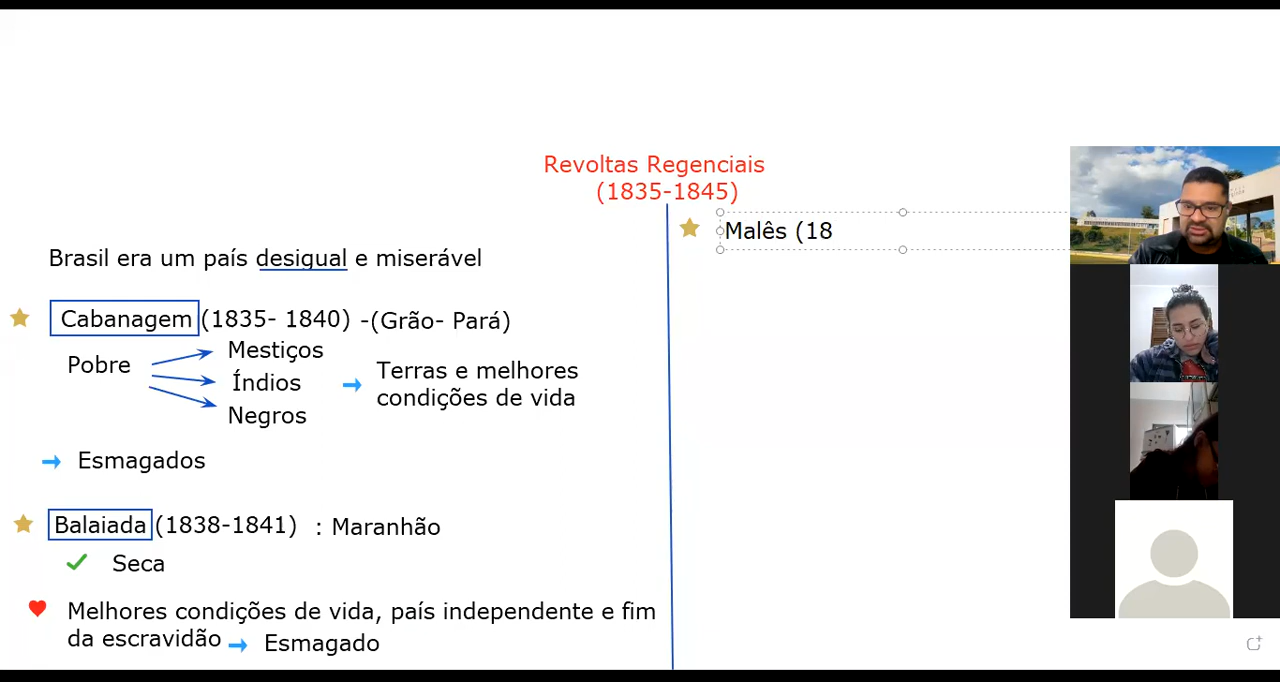 Revoltas Regenciais
(1835-1845)
Brasil era um país desigual e miserável
Cabanagem (1835- 1840) -(Grão- Pará)
Pobre
Mestiços
Índios
Negros
Terras e melhores
condições de vida
Esmagados
Balaiada (1838-1841) : Maranhão
Seca
Melhores condições de vida, país independente e fim
da escravidão
Esmagado
Malês (18